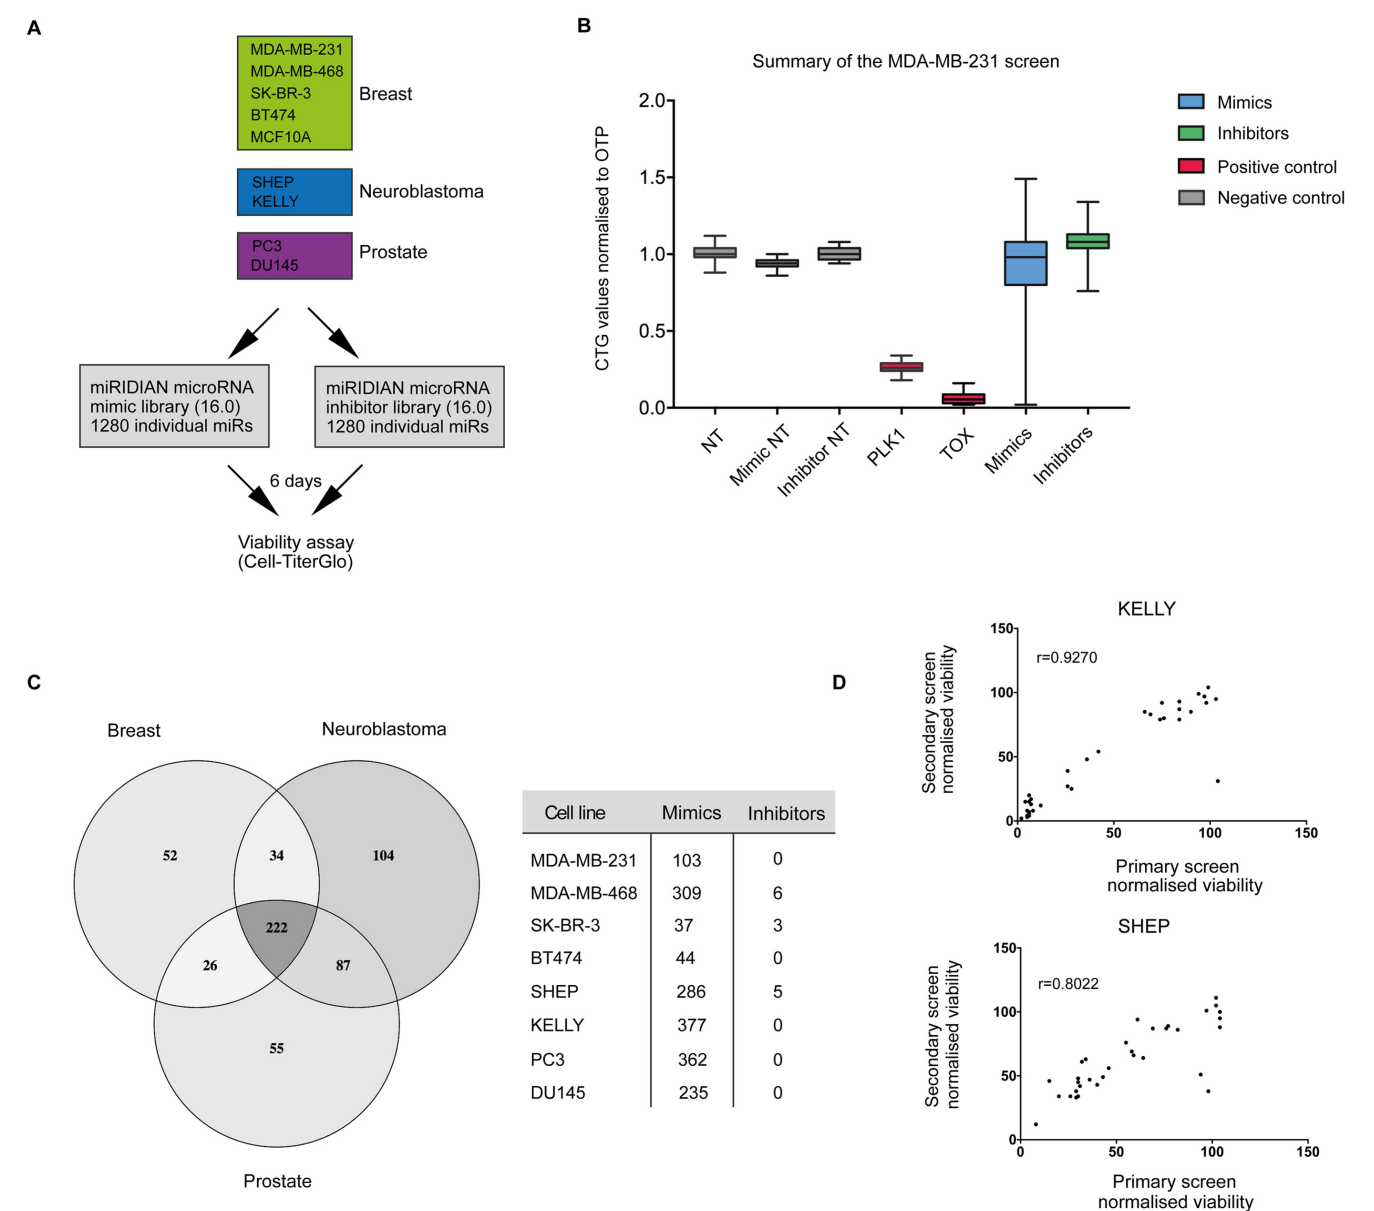 A
MDA-MB-231
MDA-MB-468
SK-BR-3
BT474
MCF10A
Breast
SHEP
KELLY
Neuroblastoma
PC3
DU145
Prostate
miRIDIAN microRNA
mimic library (16.0)
1280 individual miRs
miRIDIAN microRNA
inhibitor library (16.0)
1280 individual miRs
6 days
Viability assay
(Cell-TiterGlo)
B
Summary of the MDA-MB-231 screen
CTG values normalised to OTP
2.0
1.5
1.0
0.5
0.0
NT
Mimic NT
Inhibitor NT
PLK1
TOX
Mimics
Inhibitors
Mimics
Inhibitors
Positive control
Negative control
C
Breast
Neuroblastoma
52
34
104
222
26
87
55
Prostate
Cell line Mimics Inhibitors
MDA-MB-231 103 0
MDA-MB-468 309 6
SK-BR-3 37 3
BT474 44 0
SHEP 286 5
KELLY 377 0
PC3 362 0
DU145 235 0
D
KELLY
r=0.9270
Secondary screen
normalised viability
150
100
50
0
0 50 100 150
Primary screen
normalised viability
SHEP
r=0.8022
Secondary screen
normalised viability
150
100
50
0
0 50 100 150
Primary screen
normalised viability